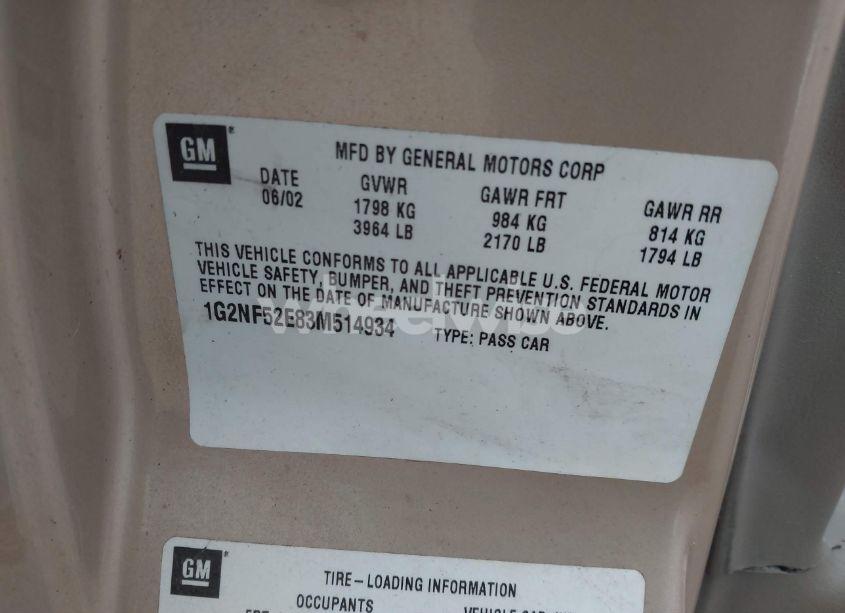 GM
MFD BY GENERAL MOTORS CORP
DATE GVWR GAWR FRT GAWR RR
06/02 1798 KG 984 KG 814 KG
3964 LB 2170 LB 1794 LB
THIS VEHICLE CONFORMS TO ALL APPLICABLE U.S. FEDERAL MOTOR
VEHICLE SAFETY, BUMPER, AND THEFT PREVENTION STANDARDS IN
EFFECT ON THE DATE OF MANUFACTURE SHOWN ABOVE.
1G2NF52E83M514934 TYPE: PASS CAR
GM
TIRE-LOADING INFORMATION
OCCUPANTS
VEHICLE